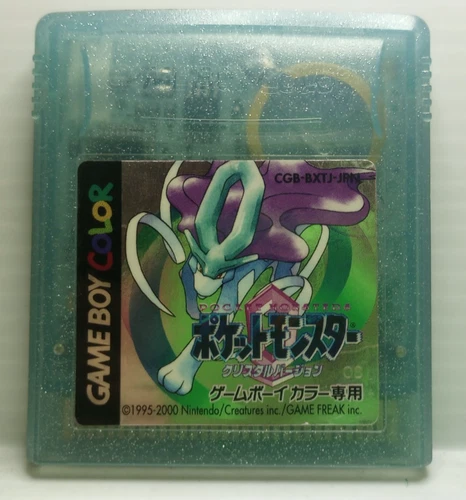 GAME BOY COLOR
CGB-BXTJ-JPN
POCKET MONSTERS
ポケットモンスター
クリスタルバージョン
ゲームボーイカラー専用
©1995-2000 Nintendo/Creatures inc./GAME FREAK inc.